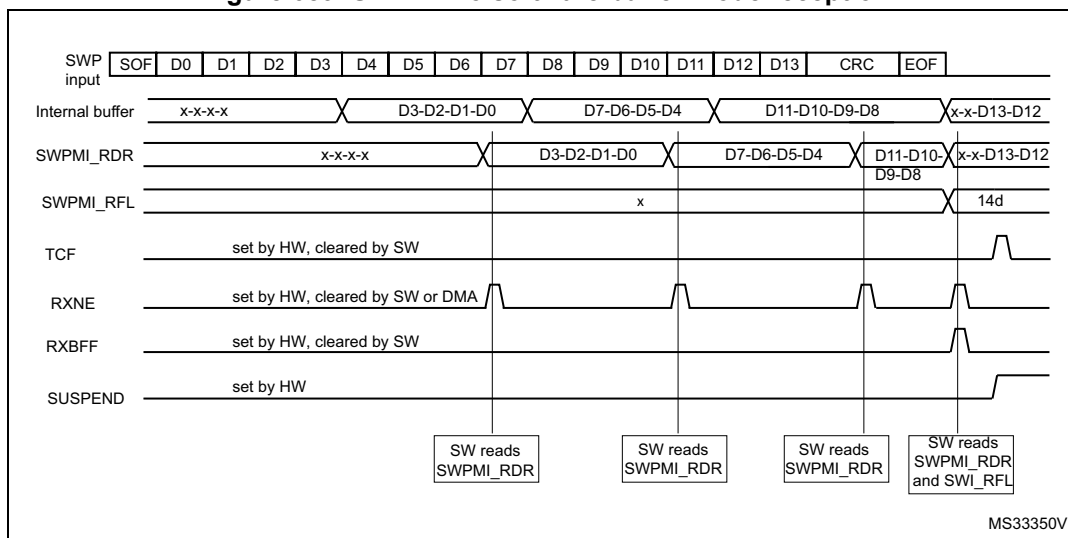 SWP input SOF D0 D1 D2 D3 D4 D5 D6 D7 D8 D9 D10 D11 D12 D13 CRC EOF
Internal buffer x-x-x-x D3-D2-D1-D0 D7-D6-D5-D4 D11-D10-D9-D8 x-x-D13-D12
SWPMI_RDR x-x-x-x D3-D2-D1-D0 D7-D6-D5-D4 D11-D10-D9-D8 x-x-D13-D12
SWPMI_RFL x 14d
TCF set by HW, cleared by SW
RXNE set by HW, cleared by SW or DMA
RXBFF set by HW, cleared by SW
SUSPEND set by HW
SW reads SWPMI_RDR
SW reads SWPMI_RDR
SW reads SWPMI_RDR
SW reads SWPMI_RDR and SWI_RFL
MS33350V